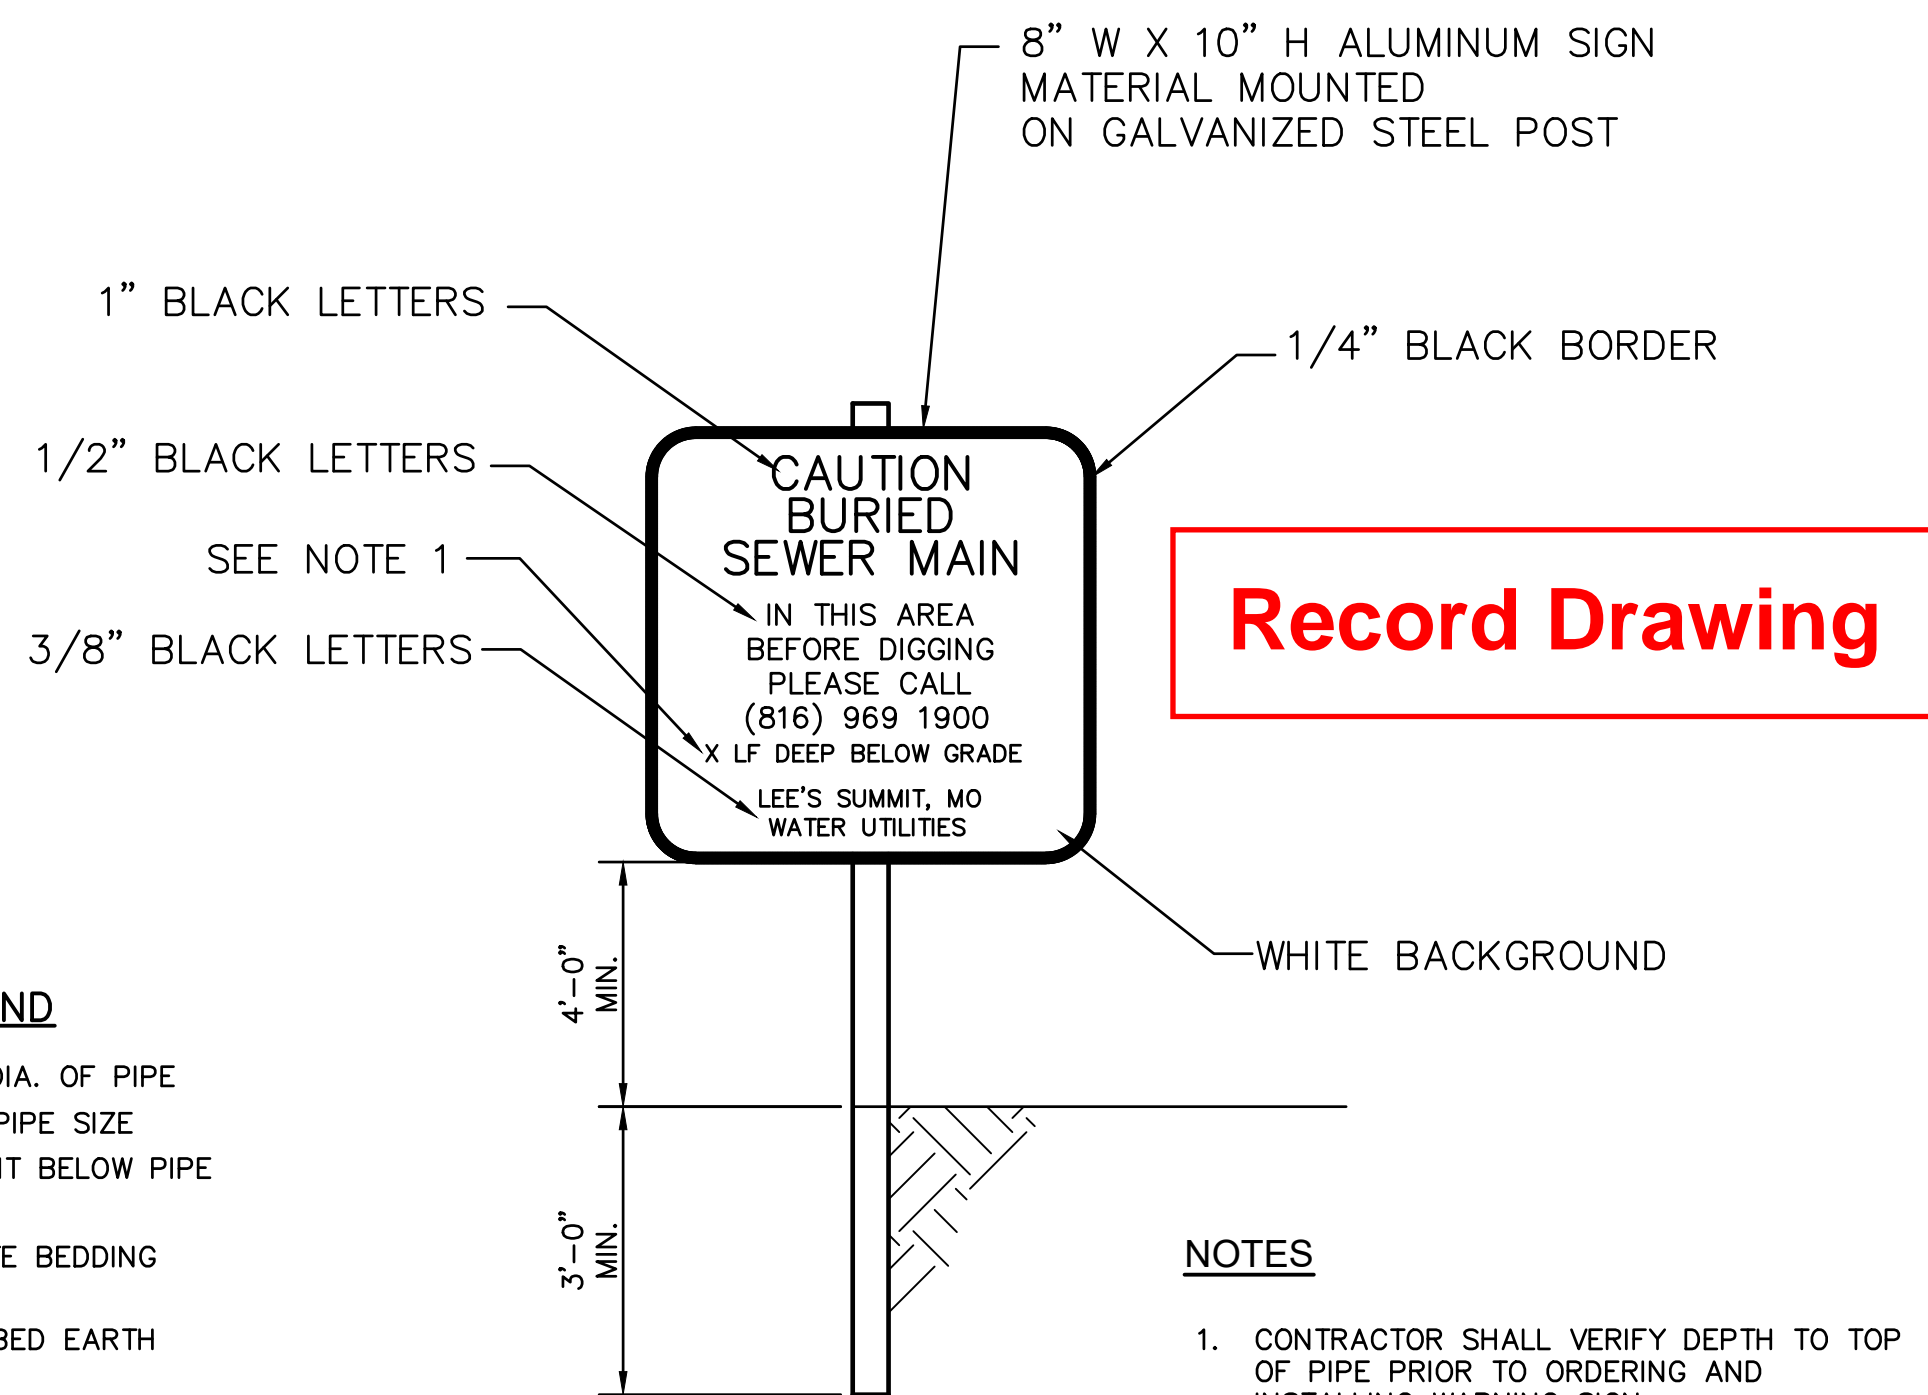 8” W X 10” H ALUMINUM SIGN
MATERIAL MOUNTED
ON GALVANIZED STEEL POST
1” BLACK LETTERS
1/4” BLACK BORDER
1/2” BLACK LETTERS
SEE NOTE 1
3/8” BLACK LETTERS
CAUTION
BURIED
SEWER MAIN
IN THIS AREA
BEFORE DIGGING
PLEASE CALL
(816) 969 1900
X LF DEEP BELOW GRADE
LEE'S SUMMIT, MO
WATER UTILITIES
Record Drawing
WHITE BACKGROUND
4'-0”
MIN.
3'-0”
MIN.
DIA. OF PIPE
PIPE SIZE
BELOW PIPE
BEDDING
EARTH
NOTES
1. CONTRACTOR SHALL VERIFY DEPTH TO TOP
OF PIPE PRIOR TO ORDERING AND
INSTALLING WARNING SIGN